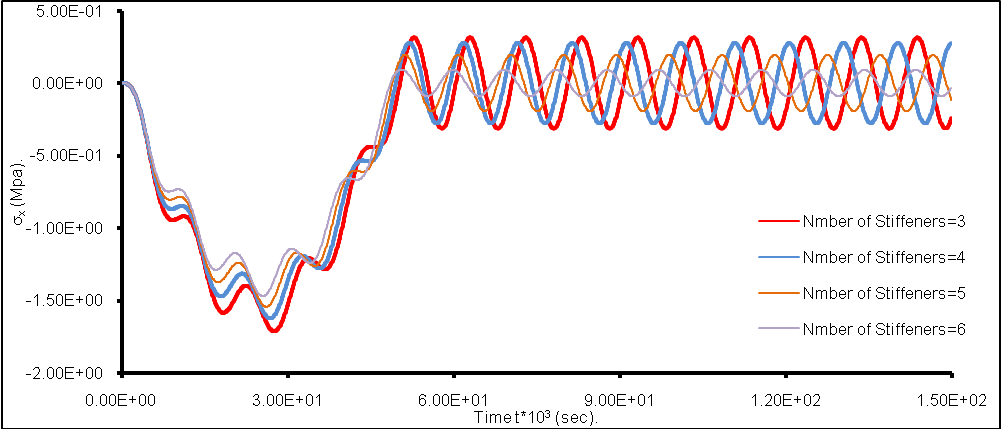 5.00E-01
0.00E+00
-5.00E-01
-1.00E+00
-1.50E+00
-2.00E+00
σx (Mpa).
Nmber of Stiffeners=3
Nmber of Stiffeners=4
Nmber of Stiffeners=5
Nmber of Stiffeners=6
0.00E+00 3.00E+01 6.00E+01 9.00E+01 1.20E+02 1.50E+02
Time t*10³ (sec).